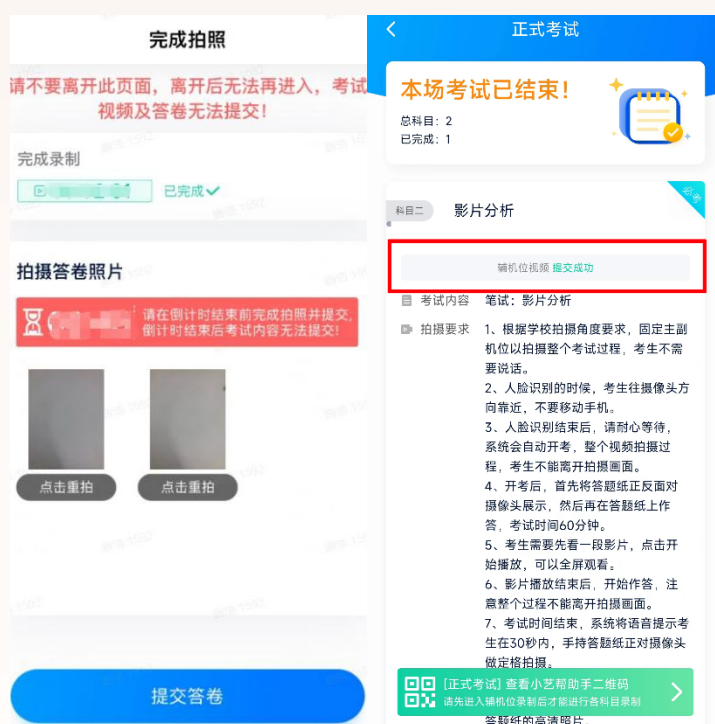 完成拍照
请不要离开此页面，离开后无法再进入，考试
视频及答卷无法提交！
完成录制
已完成
拍摄答卷照片
请在倒计时结束前完成拍照并提交，
倒计时结束后考试内容无法提交！
点击重拍
点击重拍
提交答卷
正式考试
本场考试已结束！
总科目：2
已完成：1
必考
科目二
影片分析
辅机位视频 提交成功
考试内容 笔试：影片分析
拍摄要求 1、根据学校拍摄角度要求，固定主副
机位以拍摄整个考试过程，考生不需
要说话。
2、人脸识别的时候，考生往摄像头方
向靠近，不要移动手机。
3、人脸识别结束后，请耐心等待，
系统会自动开考，整个视频拍摄过
程，考生不能离开拍摄画面。
4、开考后，首先将答题纸正反面对
摄像头展示，然后再在答题纸上作
答，考试时间60分钟。
5、考生需要先看一段影片，点击开
始播放，可以全屏观看。
6、影片播放结束后，开始作答，注
意整个过程不能离开拍摄画面。
7、考试时间结束，系统将语音提示考
生在30秒内，手持答题纸正对摄像头
做定格拍摄。
[正式考试] 查看小艺帮助手二维码
请先进入辅机位录制后才能进行各科目录制
答题纸的高清照片。